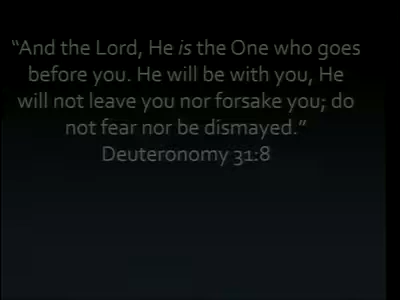 “And the Lord, He is the One who goes
before you. He will be with you, He
will not leave you nor forsake you; do
not fear nor be dismayed.”
Deuteronomy 31:8